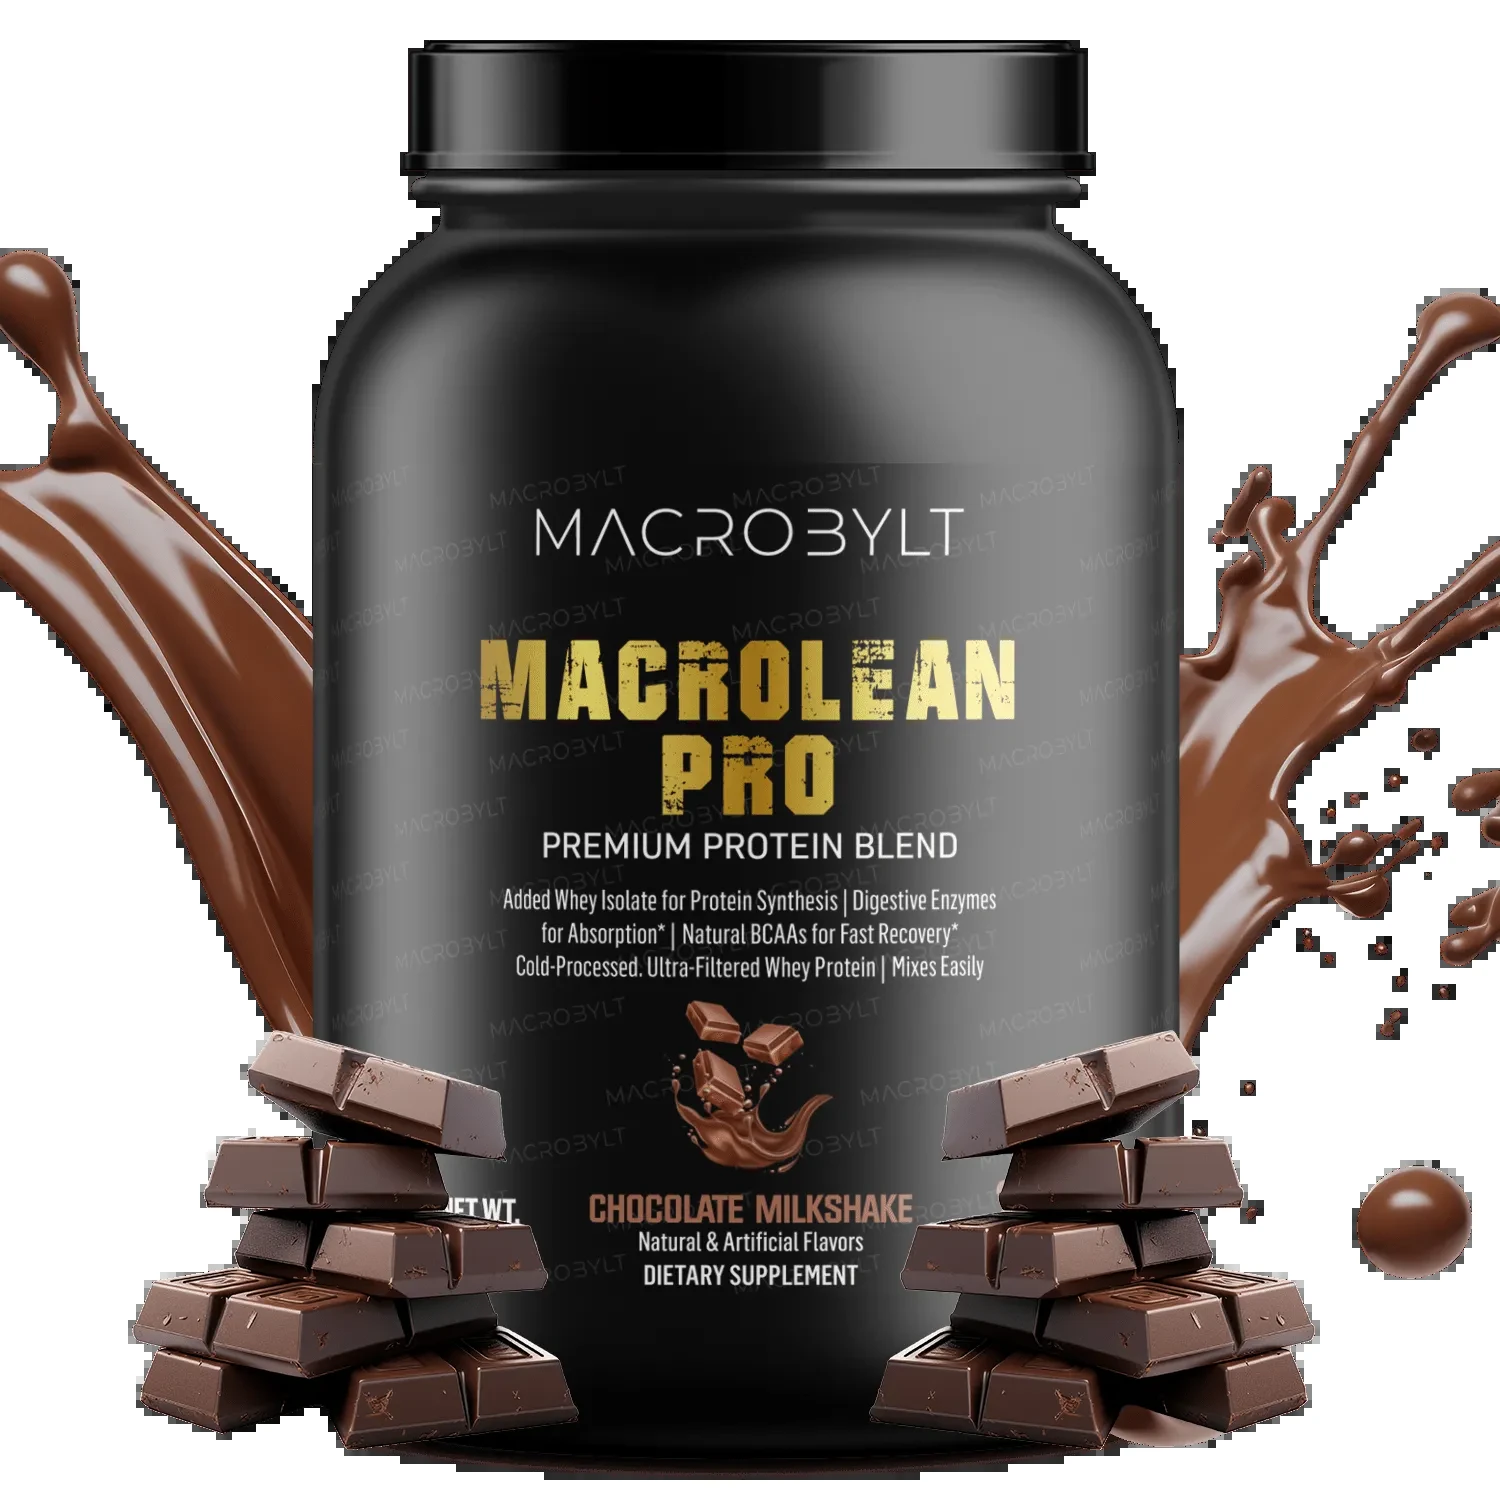 MACROBYLT
MACROLEAN
PRO
PREMIUM PROTEIN BLEND
Added Whey Isolate for Protein Synthesis | Digestive Enzymes
for Absorption* | Natural BCAAs for Fast Recovery*
Cold-Processed. Ultra-Filtered Whey Protein | Mixes Easily
WT.
CHOCOLATE MILKSHAKE
Natural & Artificial Flavors
DIETARY SUPPLEMENT